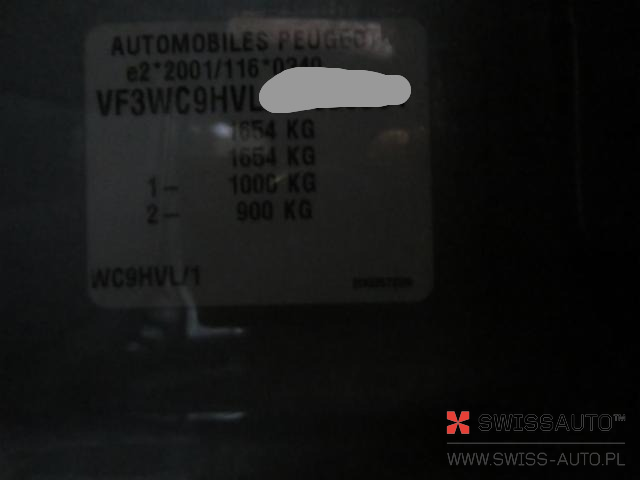 AUTOMOBILES PEUGEOT
e2*2001/116*0340
VF3WC9HVL
1654 KG
1654 KG
1- 1000 KG
2- 900 KG
WC9HVL/1
SWISSAUTO™
WWW.SWISS-AUTO.PL